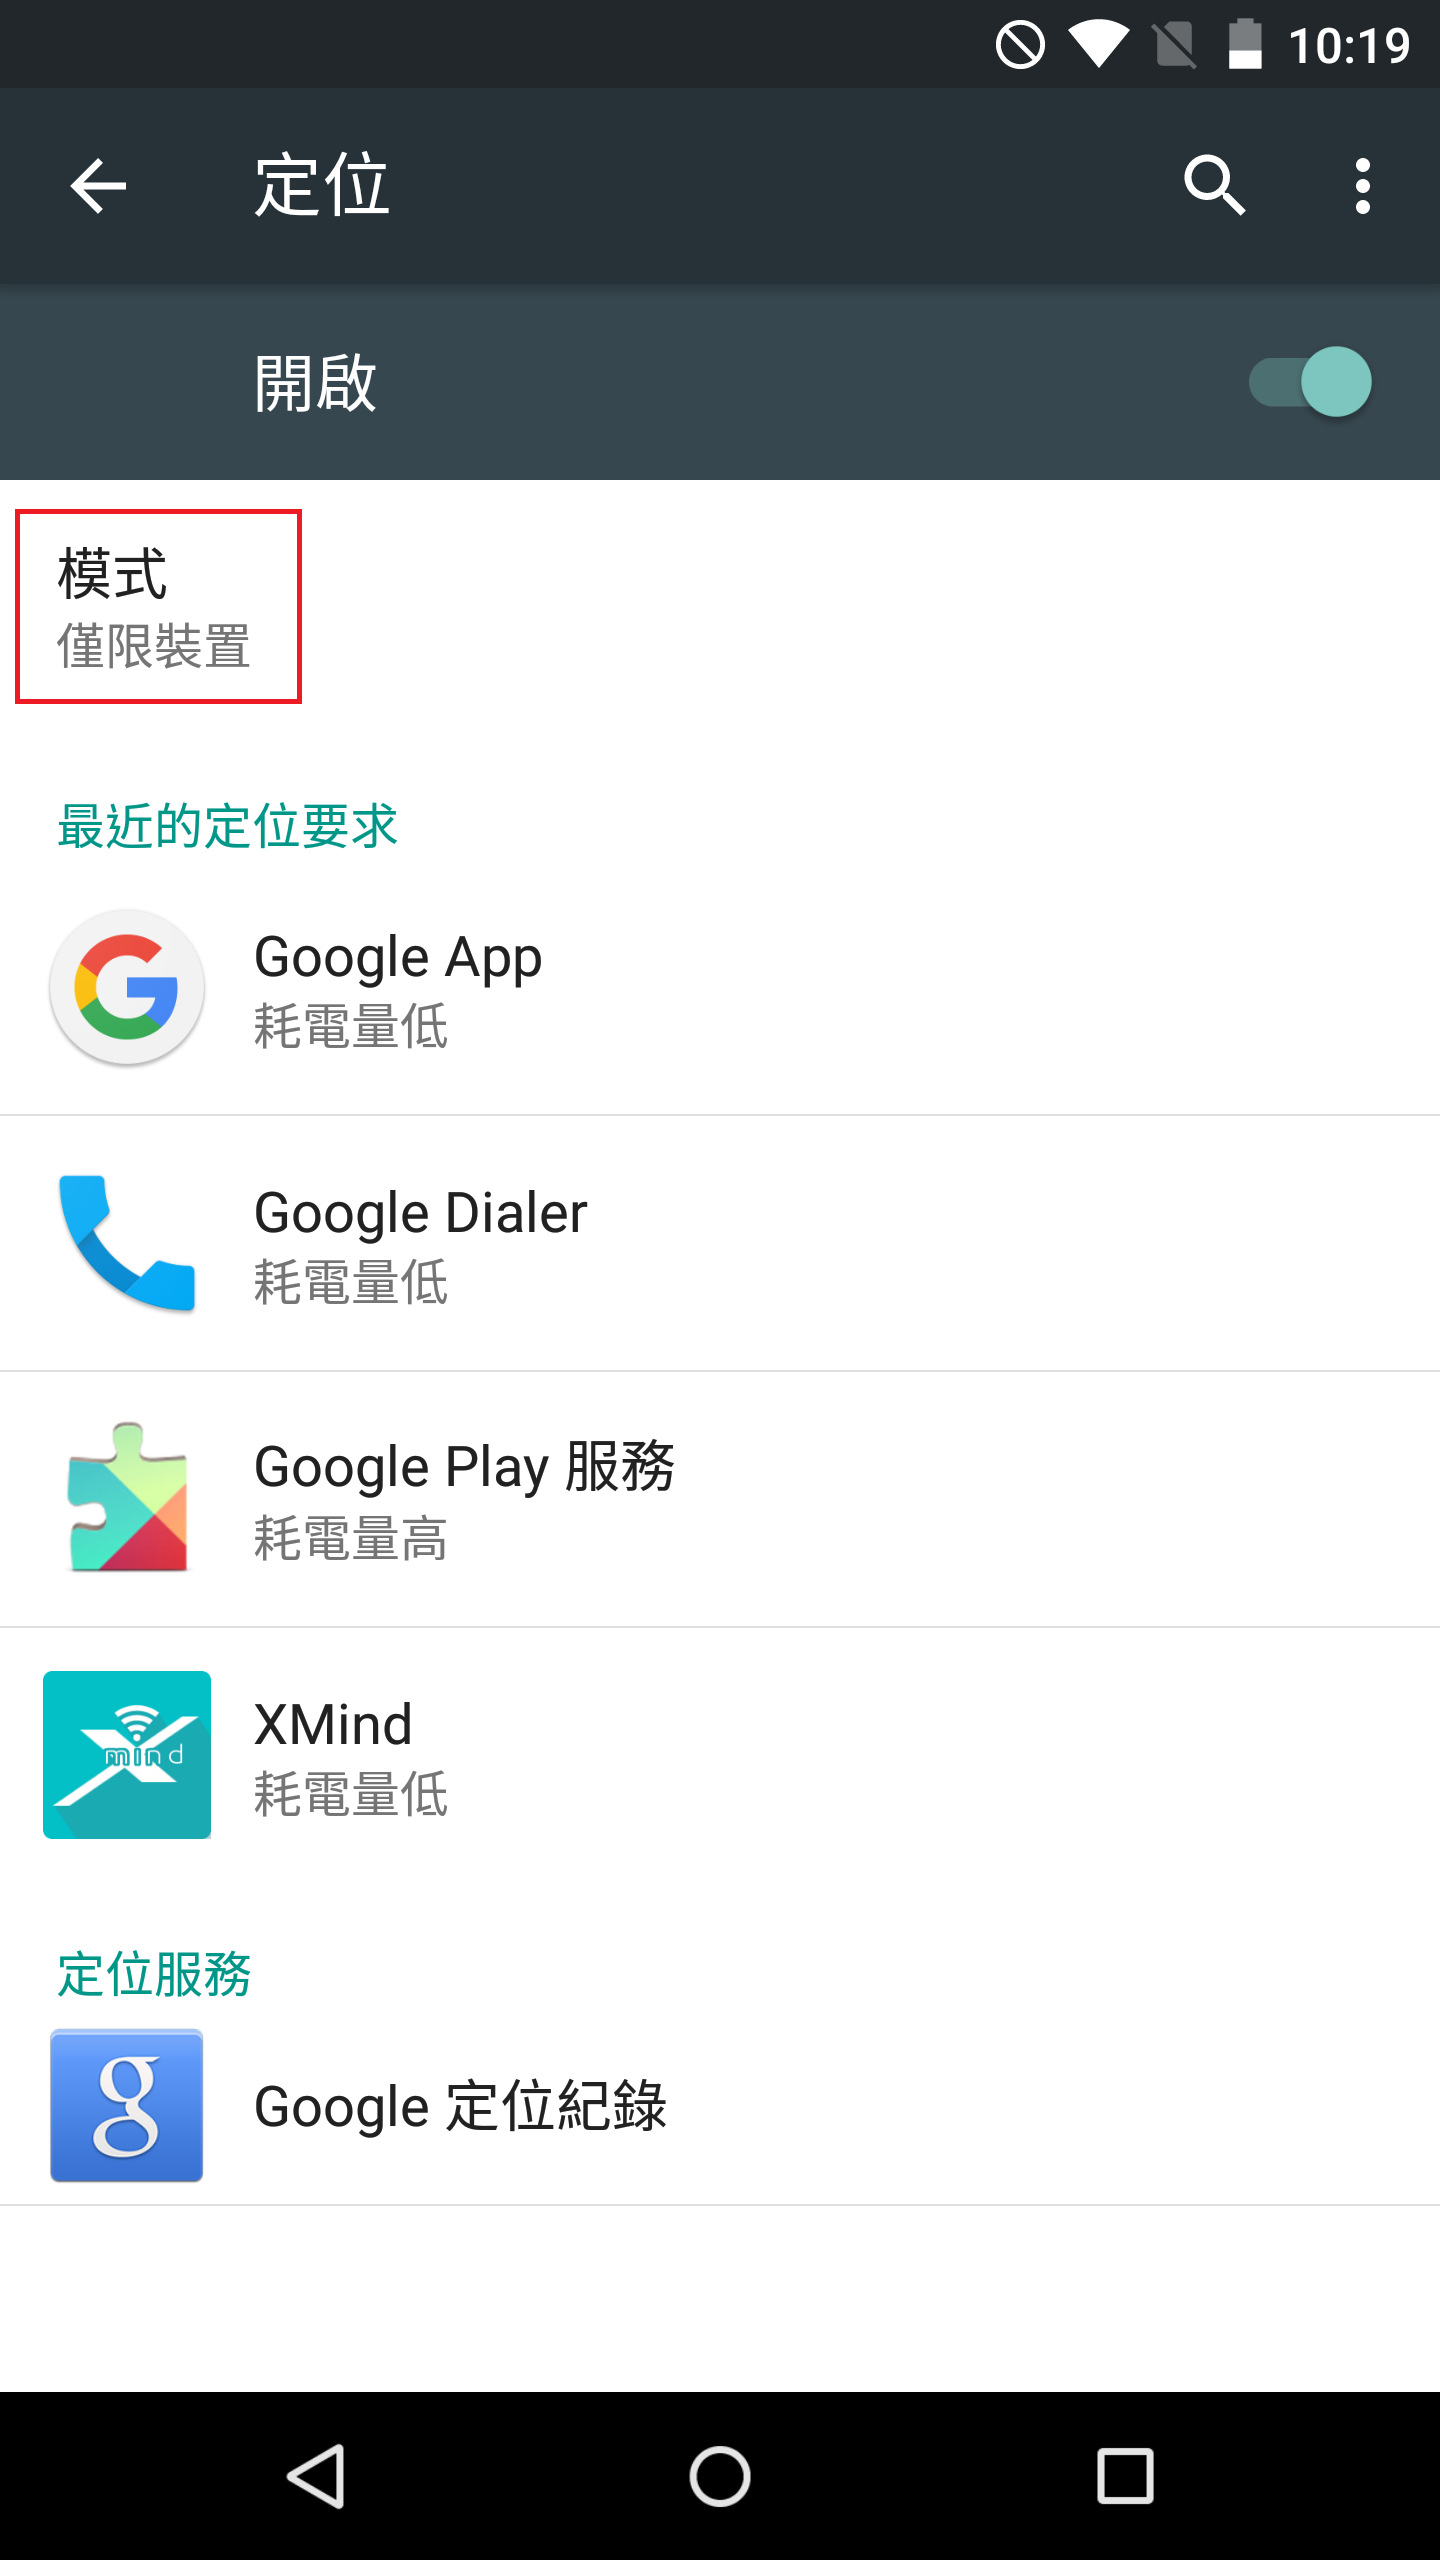 10:19
定位
開啟
模式
僅限裝置
最近的定位要求
Google App
耗電量低
Google Dialer
耗電量低
Google Play 服務
耗電量高
mind
XMind
耗電量低
定位服務
g
Google 定位紀錄